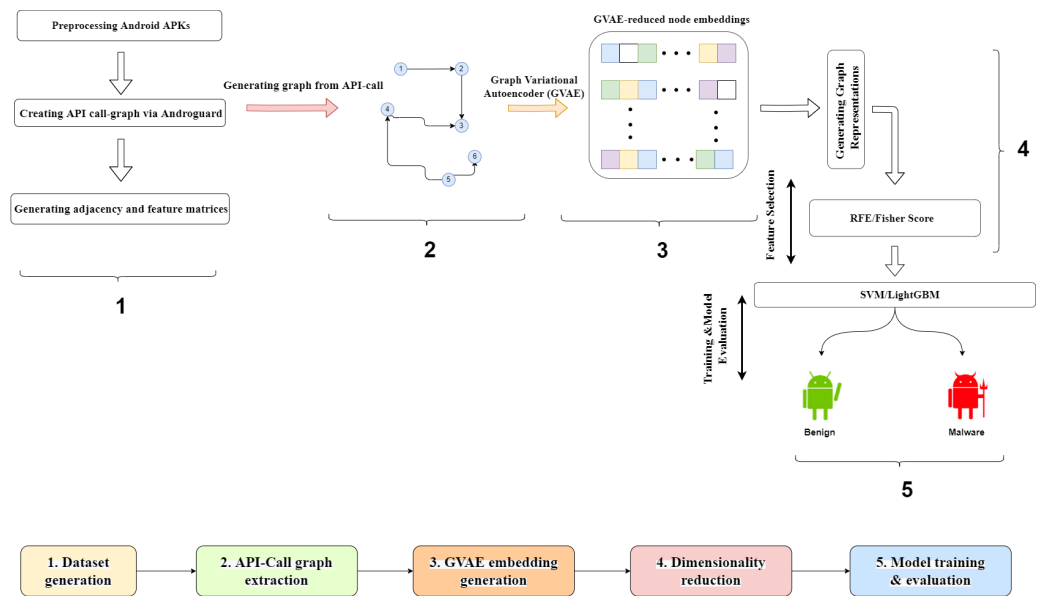 Preprocessing Android APKs
Creating API call-graph via Androguard
Generating adjacency and feature matrices
1
Generating graph from API-call
1
2
4
3
6
5
2
Graph Variational
Autoencoder (GVAE)
GVAE-reduced node embeddings
3
Generating Graph
Representations
4
Feature Selection
RFE/Fisher Score
SVM/LightGBM
Training &Model
Evaluation
Benign
Malware
5
1. Dataset
generation
2. API-Call graph
extraction
3. GVAE embedding
generation
4. Dimensionality
reduction
5. Model training
& evaluation